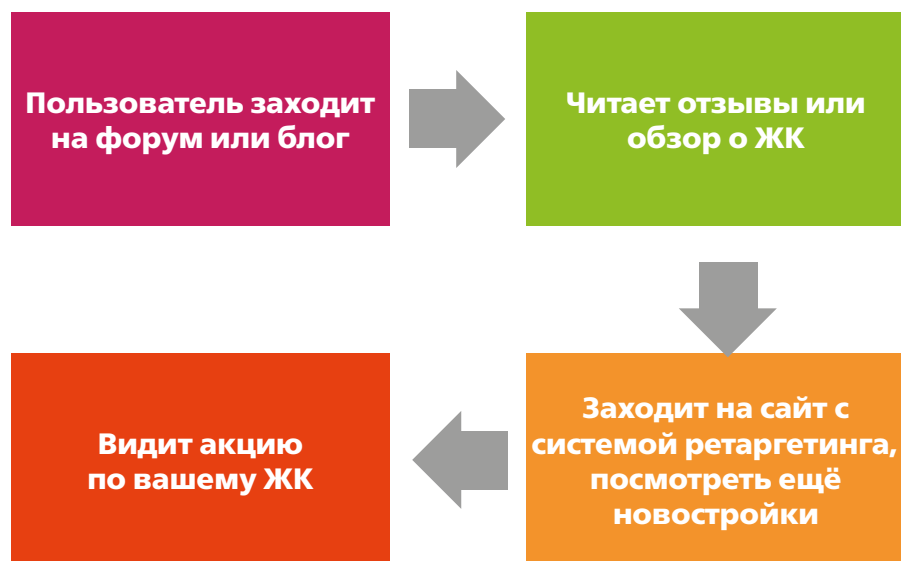 Пользователь заходит
на форум или блог
Читает отзывы или
обзор о ЖК
Заходит на сайт с
системой ретаргетинга,
посмотреть ещё
новостройки
Видит акцию
по вашему ЖК